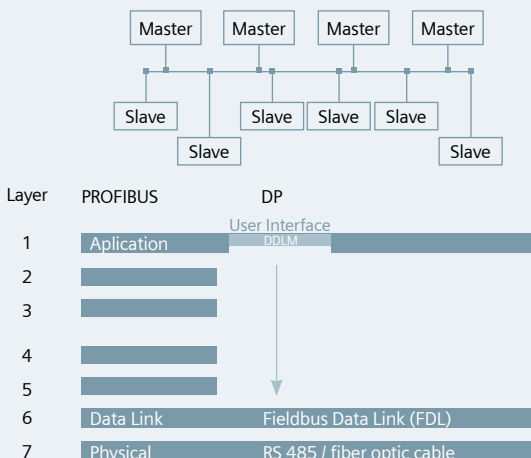 Master Master Master Master
Slave Slave Slave Slave
Slave Slave
Layer PROFIBUS DP
User Interface
1 Aplication DDLM
2
3
4
5
6 Data Link Fieldbus Data Link (FDL)
7 Physical RS 485 / fiber optic cable